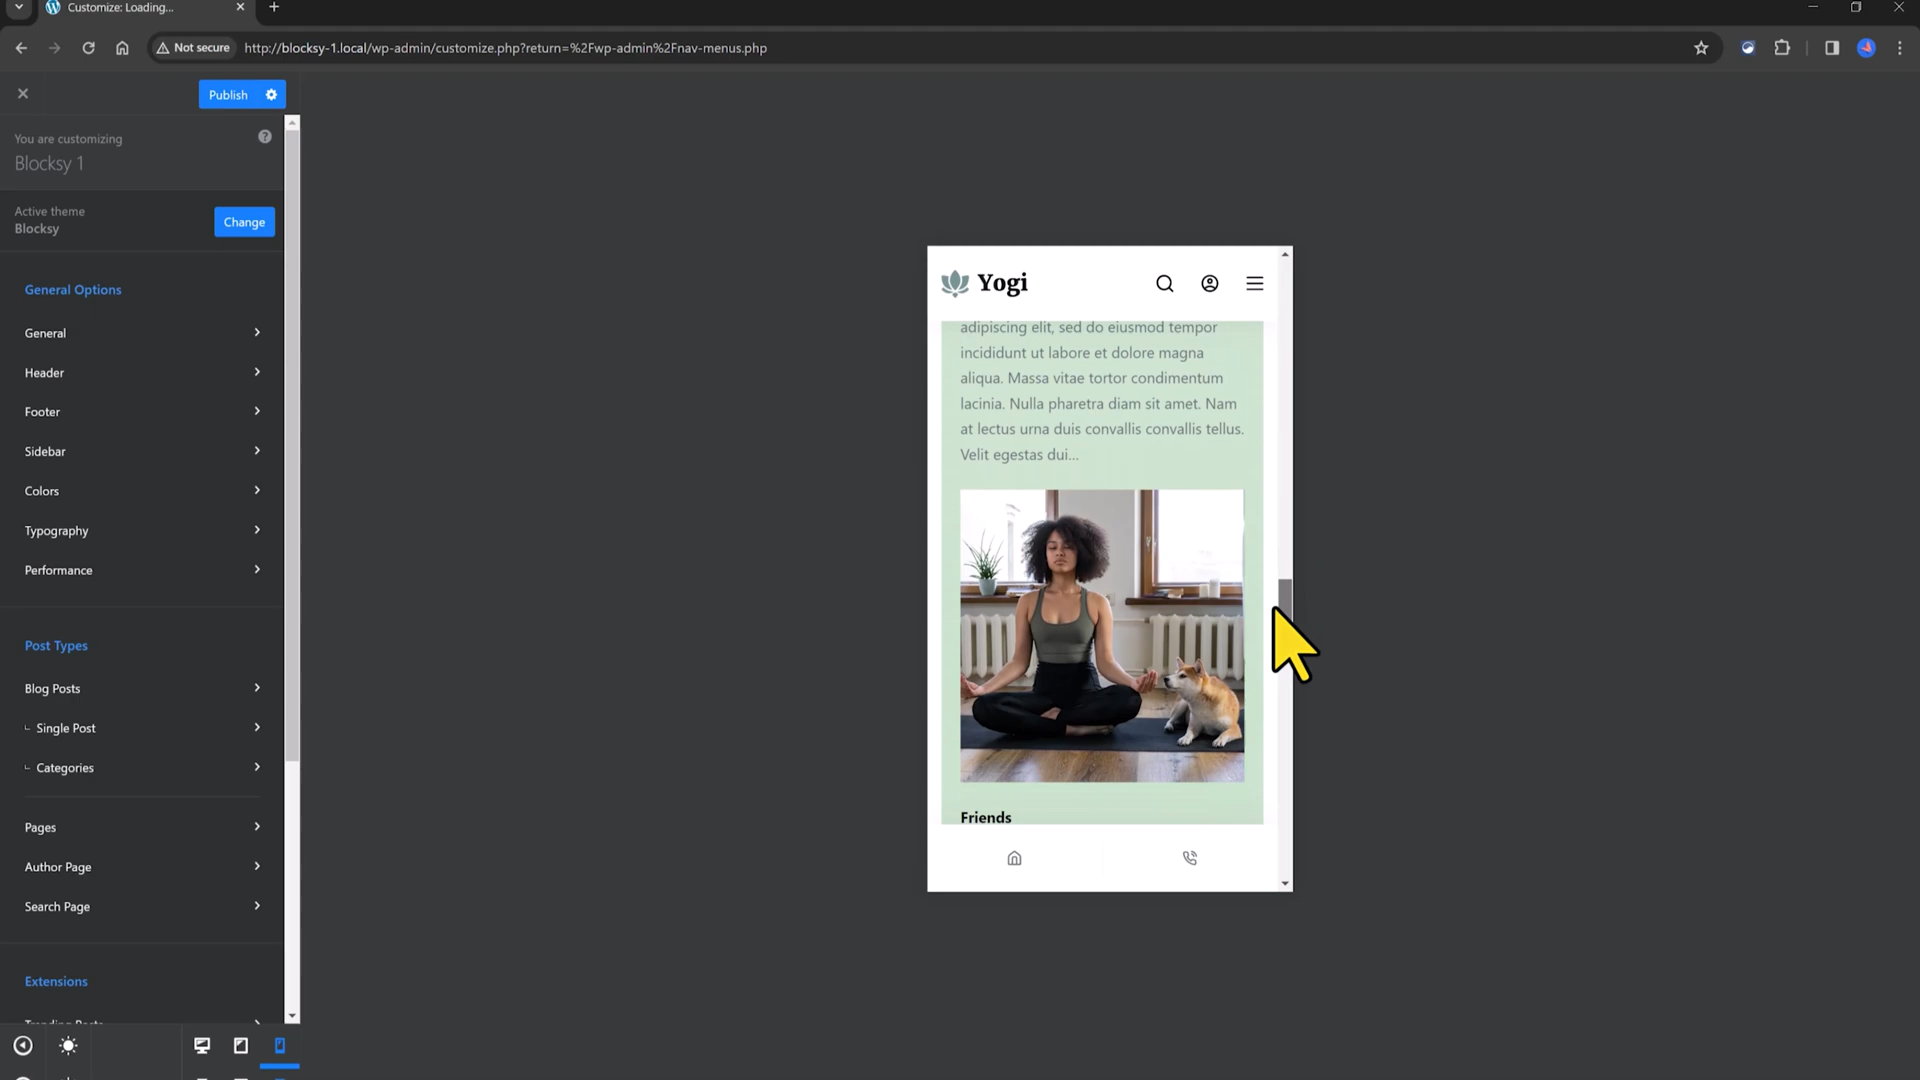 Customize: Loading...
Not secure
http://blocksy-1.local/wp-admin/customize.php?return=%2Fwp-admin%2Fnav-menus.php
Publish
You are customizing
Blocksy 1
Active theme
Blocksy
Change
General Options
General
Header
Footer
Sidebar
Colors
Typography
Performance
Post Types
Blog Posts
Single Post
Categories
Pages
Author Page
Search Page
Extensions
Trending Posts
Yogi
adipiscing elit, sed do eiusmod tempor
incididunt ut labore et dolore magna
aliqua. Massa vitae tortor condimentum
lacinia. Nulla pharetra diam sit amet. Nam
at lectus urna duis convallis convallis tellus.
Velit egestas dui...
Friends